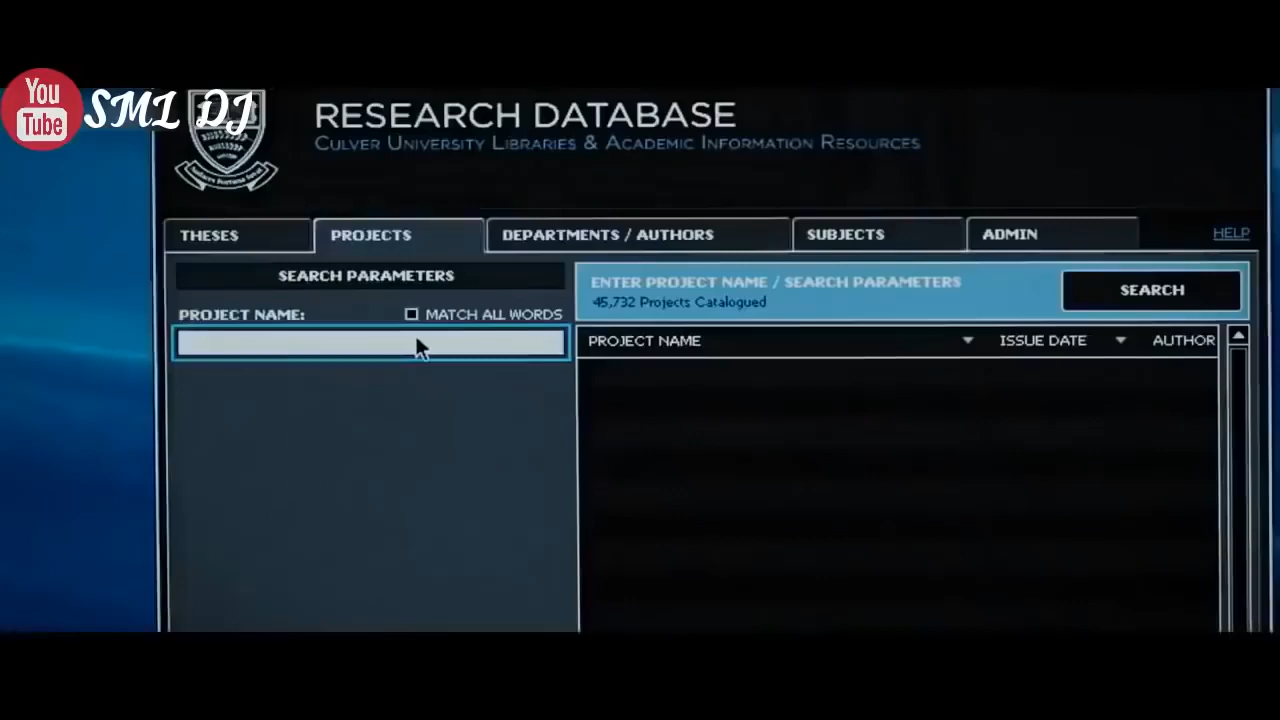 You
Tube
SML DJ
RESEARCH DATABASE
CULVER UNIVERSITY LIBRARIES & ACADEMIC INFORMATION RESOURCES
THESES
PROJECTS
DEPARTMENTS / AUTHORS
SUBJECTS
ADMIN
HELP
SEARCH PARAMETERS
ENTER PROJECT NAME / SEARCH PARAMETERS
45,732 Projects Catalogued
SEARCH
PROJECT NAME:
MATCH ALL WORDS
PROJECT NAME
ISSUE DATE
AUTHOR